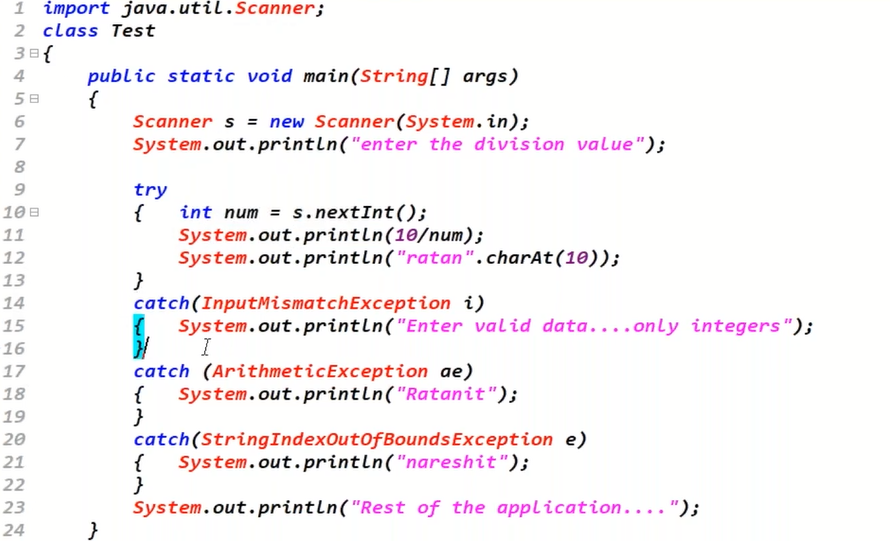 1 import java.util.Scanner;
2 class Test
3 {
4 public static void main(String[] args)
5 {
6 Scanner s = new Scanner(System.in);
7 System.out.println("enter the division value");
8
9 try
10 { int num = s.nextInt();
11 System.out.println(10/num);
12 System.out.println("ratan".charAt(10));
13 }
14 catch(InputMismatchException i)
15 { System.out.println("Enter valid data....only integers");
16 }
17 catch (ArithmeticException ae)
18 { System.out.println("Ratanit");
19 }
20 catch(StringIndexOutOfBoundsException e)
21 { System.out.println("nareshit");
22 }
23 System.out.println("Rest of the application....");
24 }